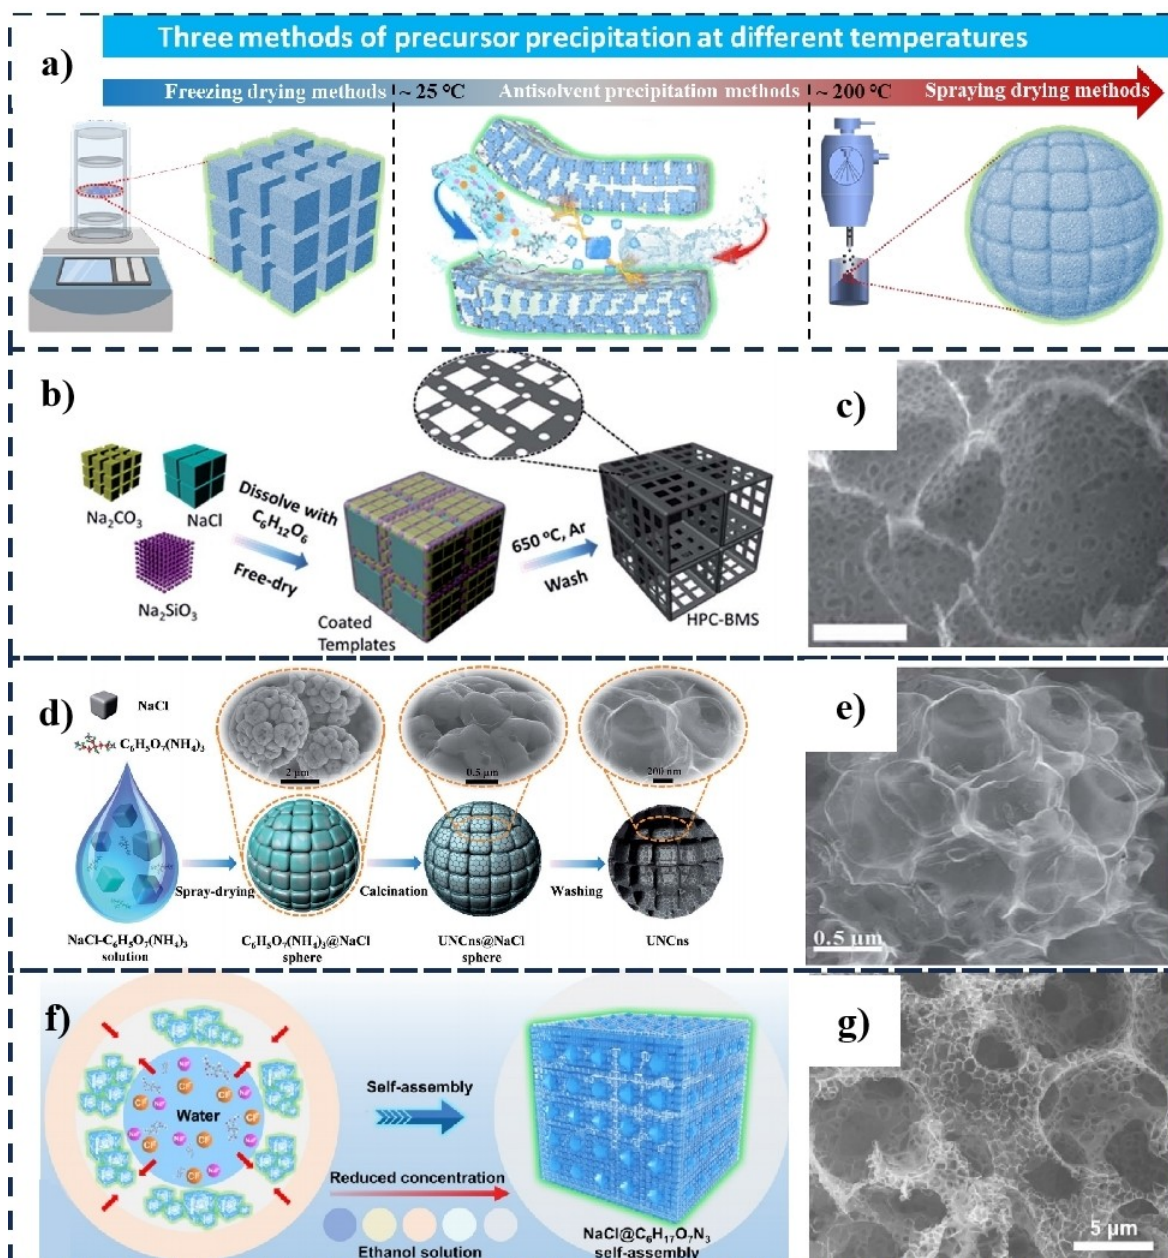 Three methods of precursor precipitation at different temperatures
a)
Freezing drying methods
~ 25 °C
Antisolvent precipitation methods
~ 200 °C
Spraying drying methods
b)
Na₂CO₃
NaCl
Na₂SiO₃
Dissolve with
C₆H₁₂O₆
Free-dry
Coated
Templates
650 °C, Ar
Wash
HPC-BMS
c)
d)
NaCl
C₆H₅O₇(NH₄)₃
2 μm
0.5 μm
200 nm
Spray-drying
Calcination
Washing
NaCl-C₆H₅O₇(NH₄)₃
solution
C₆H₅O₇(NH₄)₃@NaCl
sphere
UNCns@NaCl
sphere
UNCns
e)
0.5 μm
f)
Water
Self-assembly
Reduced concentration
Ethanol solution
NaCl@C₆H₁₇O₇N₃
self-assembly
g)
5 μm